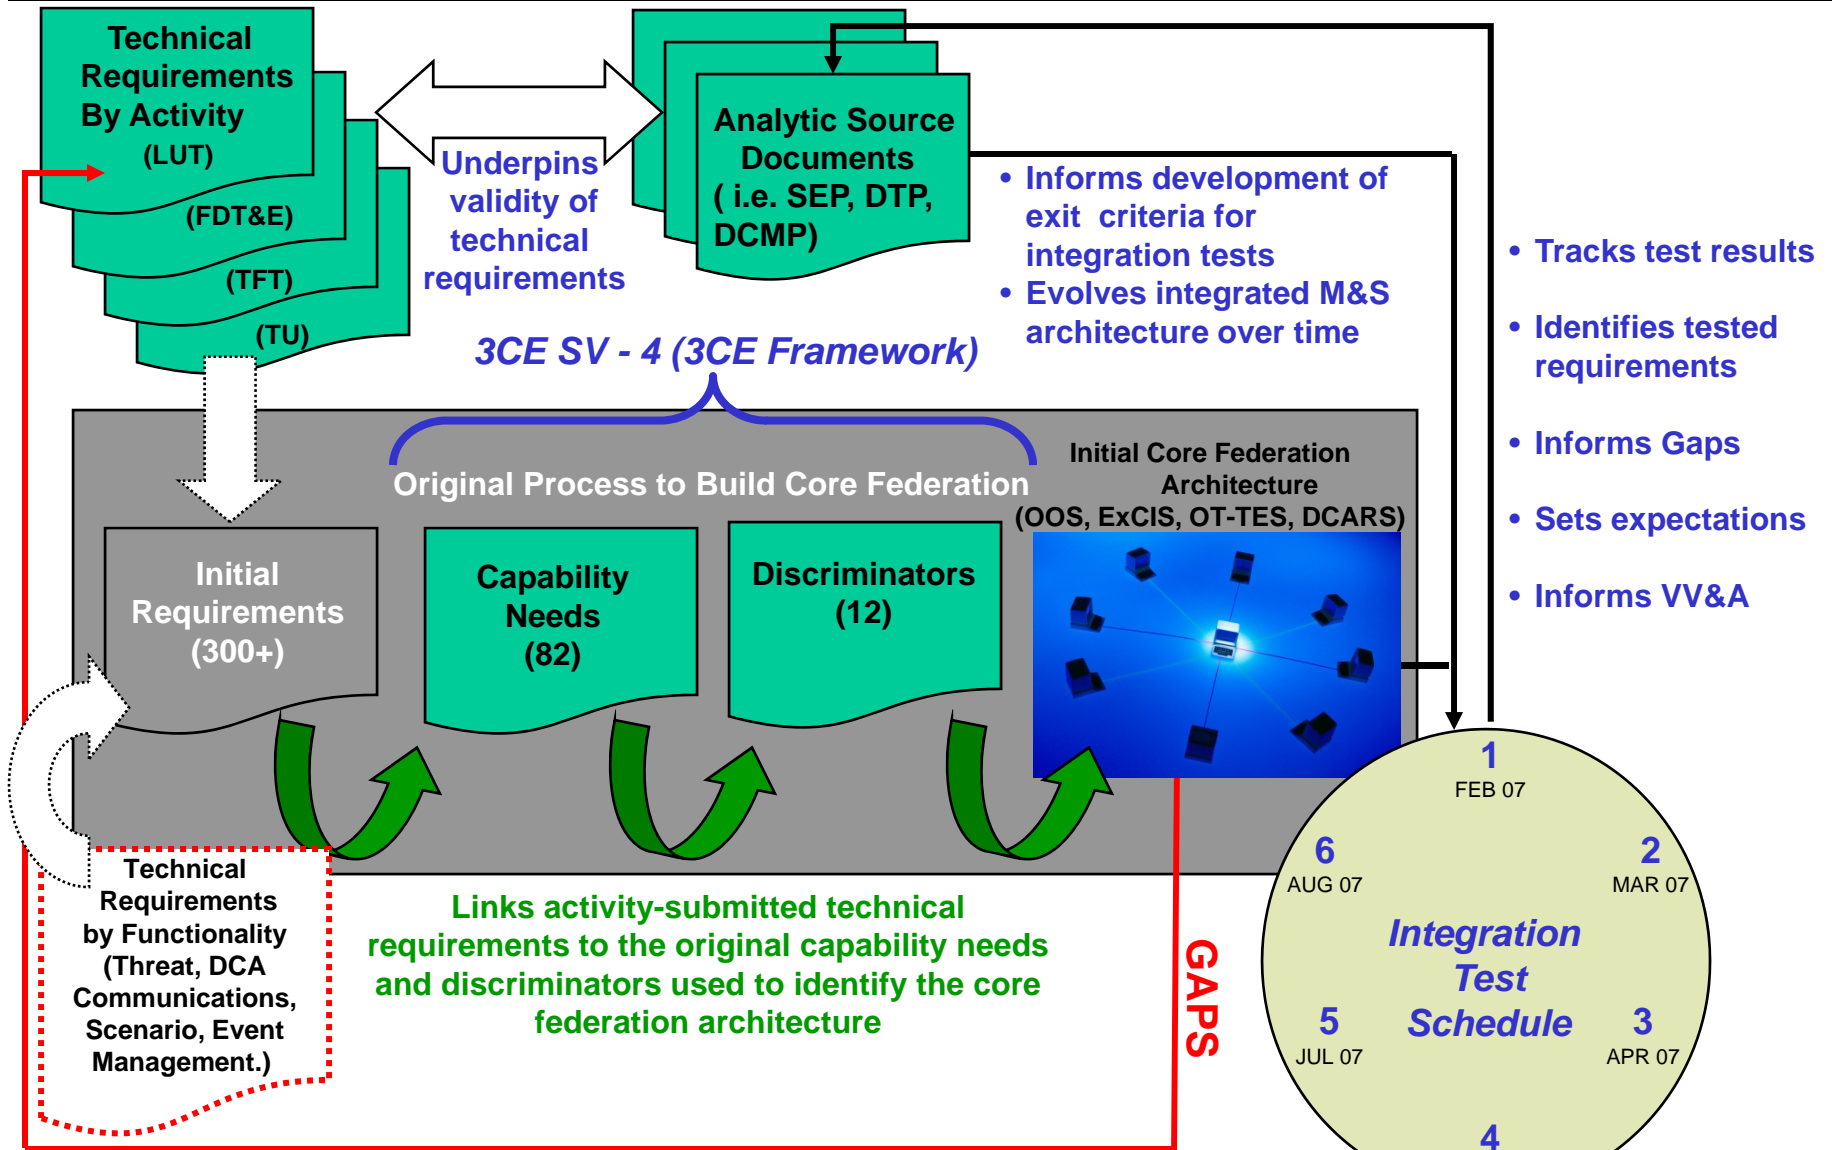 Technical
Requirements
By Activity
(LUT)
(FDT&E)
(TFT)
(TU)
Underpins
validity of
technical
requirements
Analytic Source
Documents
( i.e. SEP, DTP,
DCMP)
• Informs development of
exit criteria for
integration tests
• Evolves integrated M&S
architecture over time
• Tracks test results
• Identifies tested
requirements
• Informs Gaps
• Sets expectations
• Informs VV&A
3CE SV - 4 (3CE Framework)
Original Process to Build Core Federation
Initial Core Federation
Architecture
(OOS, ExCIS, OT-TES, DCARS)
Initial
Requirements
(300+)
Capability
Needs
(82)
Discriminators
(12)
Technical
Requirements
by Functionality
(Threat, DCA
Communications,
Scenario, Event
Management.)
Links activity-submitted technical
requirements to the original capability needs
and discriminators used to identify the core
federation architecture
GAPS
1
FEB 07
2
MAR 07
3
APR 07
4
5
JUL 07
6
AUG 07
Integration
Test
Schedule